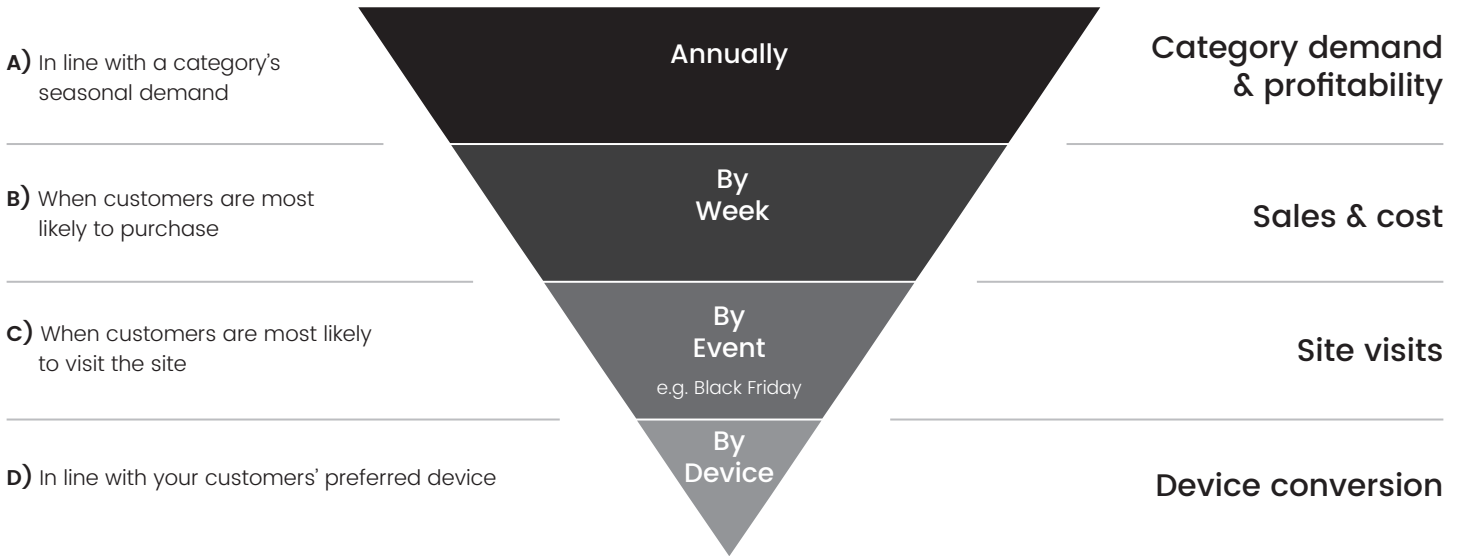 A) In line with a category’s
seasonal demand
Annually
Category demand
& profitability
B) When customers are most
likely to purchase
By
Week
Sales & cost
C) When customers are most likely
to visit the site
By
Event
e.g. Black Friday
Site visits
D) In line with your customers’ preferred device
By
Device
Device conversion